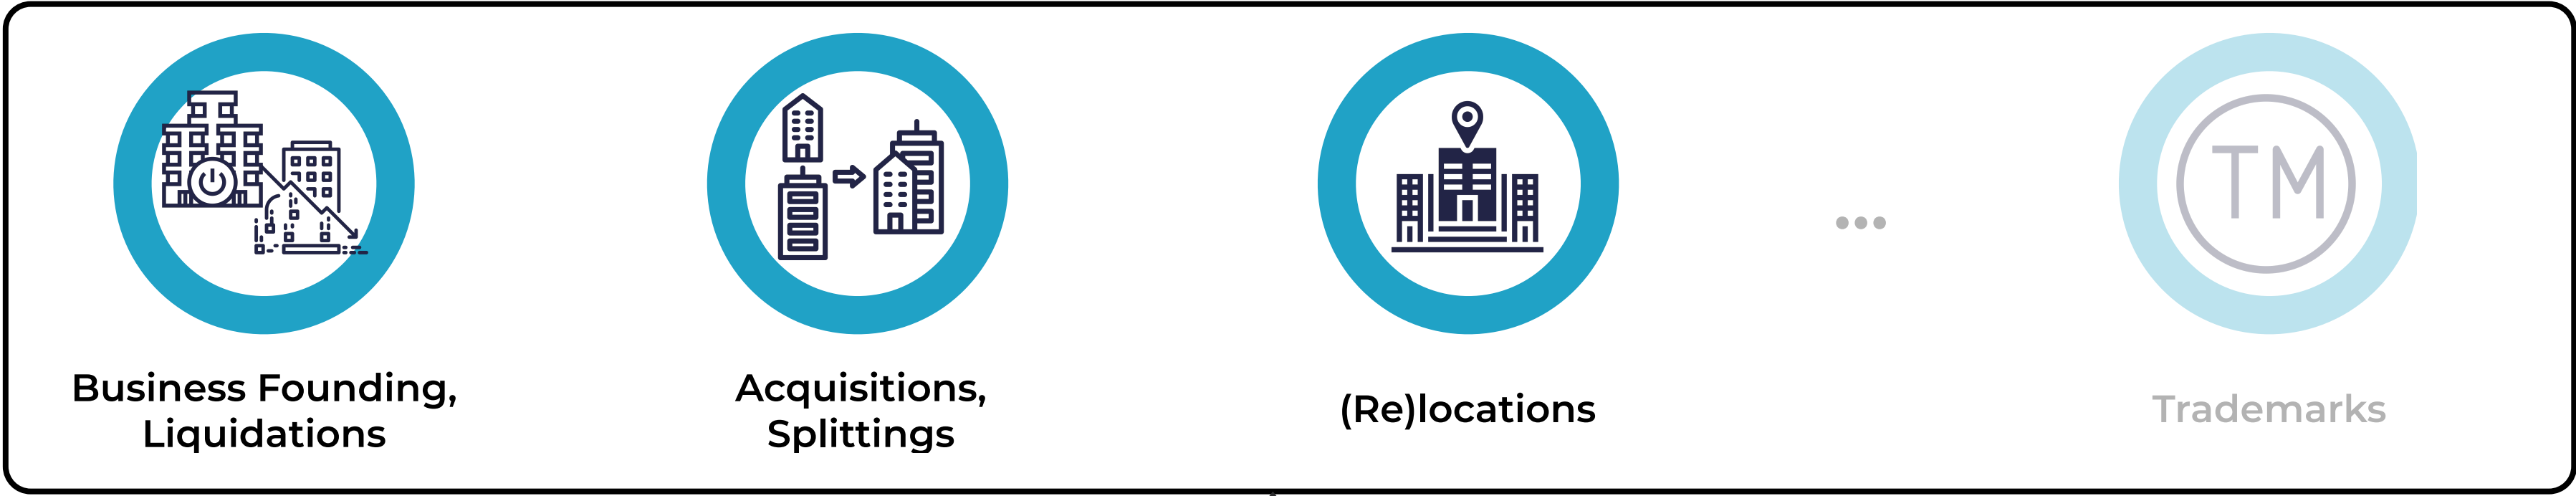 Business Founding,
Liquidations
Acquisitions,
Splittings
(Re)locations
...
TM
Trademarks